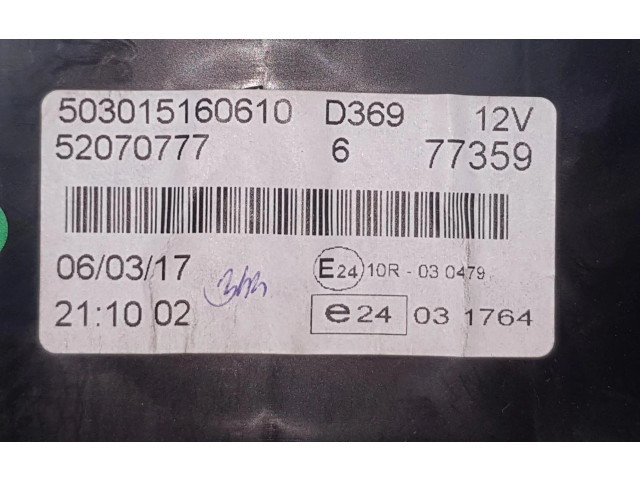 503015160610 D369 12V
52070777 6 77359
06/03/17 E24 10R - 03 0479
21:10 02 e24 03 1764